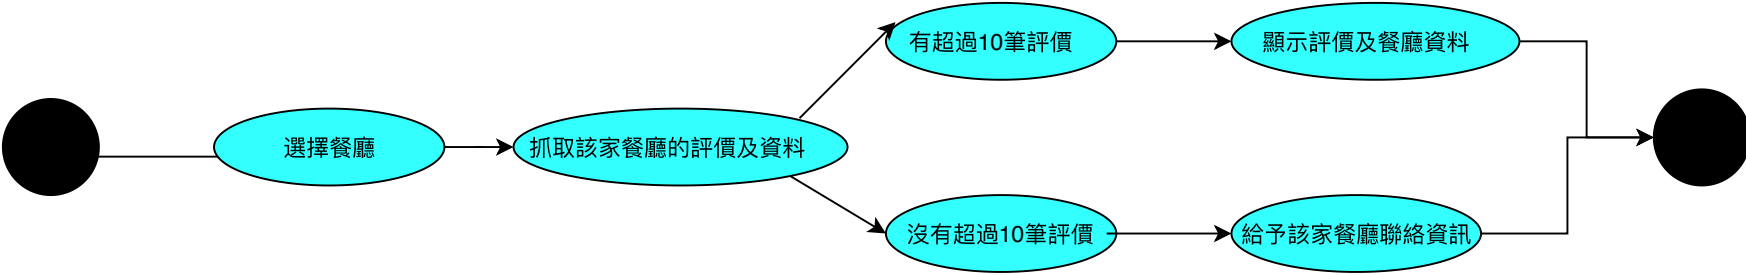 選擇餐廳
抓取該家餐廳的評價及資料
有超過10筆評價
顯示評價及餐廳資料
沒有超過10筆評價
給予該家餐廳聯絡資訊